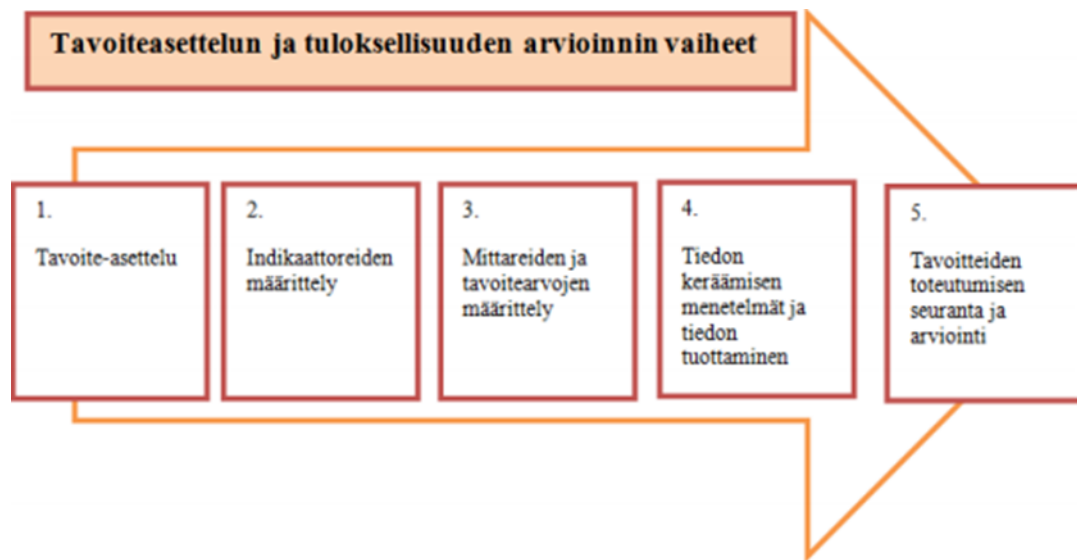 Tavoiteasettelun ja tuloksellisuuden arvioinnin vaiheet
1.
Tavoite-asettelu
2.
Indikaattoreiden
määrittely
3.
Mittareiden ja
tavoitearvojen
määrittely
4.
Tiedon
keräämisen
menetelmät ja
tiedon
tuottaminen
5.
Tavoitteiden
toteutumisen
seuranta ja
arviointi